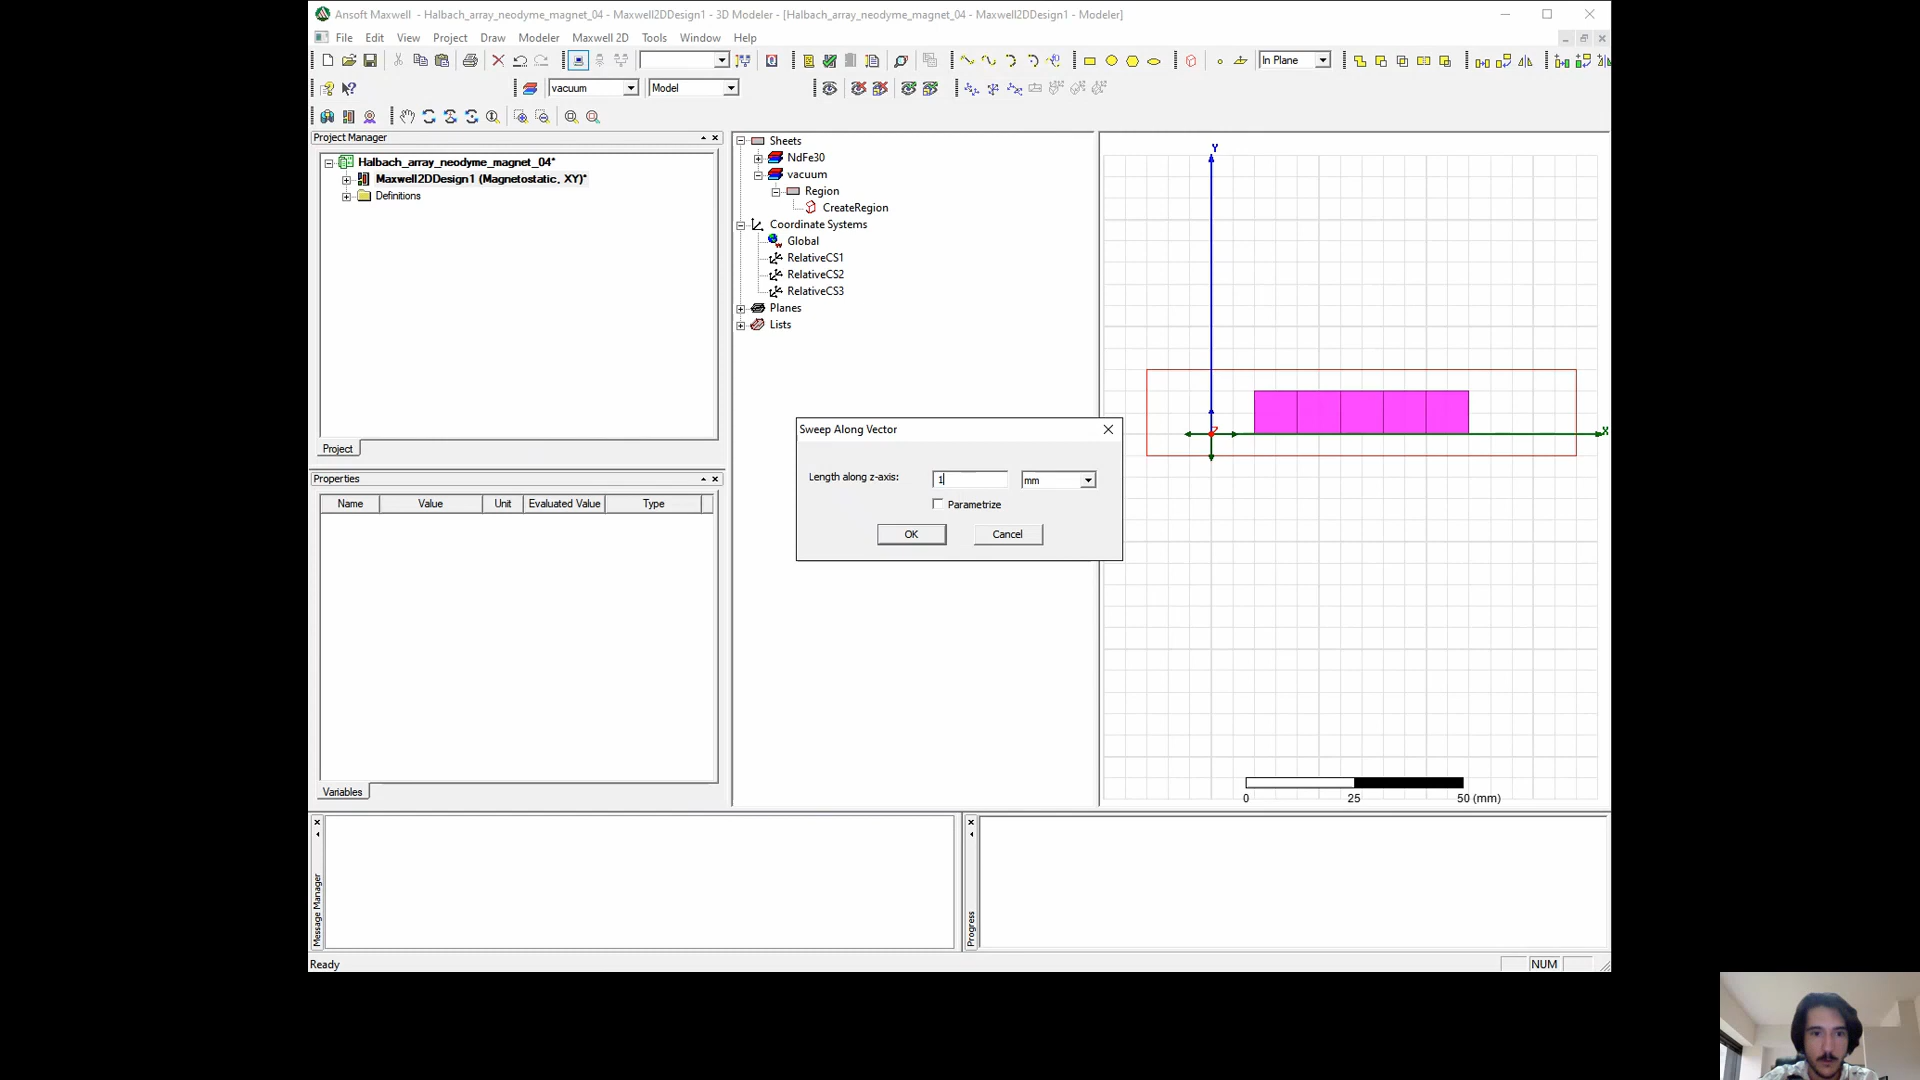 Ansoft Maxwell - Halbach_array_neodyme_magnet_04 - Maxwell2DDesign1 - 3D Modeler - [Halbach_array_neodyme_magnet_04 - Maxwell2DDesign1 - Modeler]
File Edit View Project Draw Modeler Maxwell 2D Tools Window Help
In Plane
vacuum Model
Project Manager
Halbach_array_neodyme_magnet_04*
Maxwell2DDesign1 (Magnetostatic, XY)*
Definitions
Project
Properties
Name Value Unit Evaluated Value Type
Variables
Sheets
NdFe30
vacuum
Region
CreateRegion
Coordinate Systems
Global
RelativeCS1
RelativeCS2
RelativeCS3
Planes
Lists
Sweep Along Vector
Length along z-axis: 1 mm
Parametrize
OK Cancel
Y
Z
X
0 25 50 (mm)
Message Manager
Progress
Ready
NUM